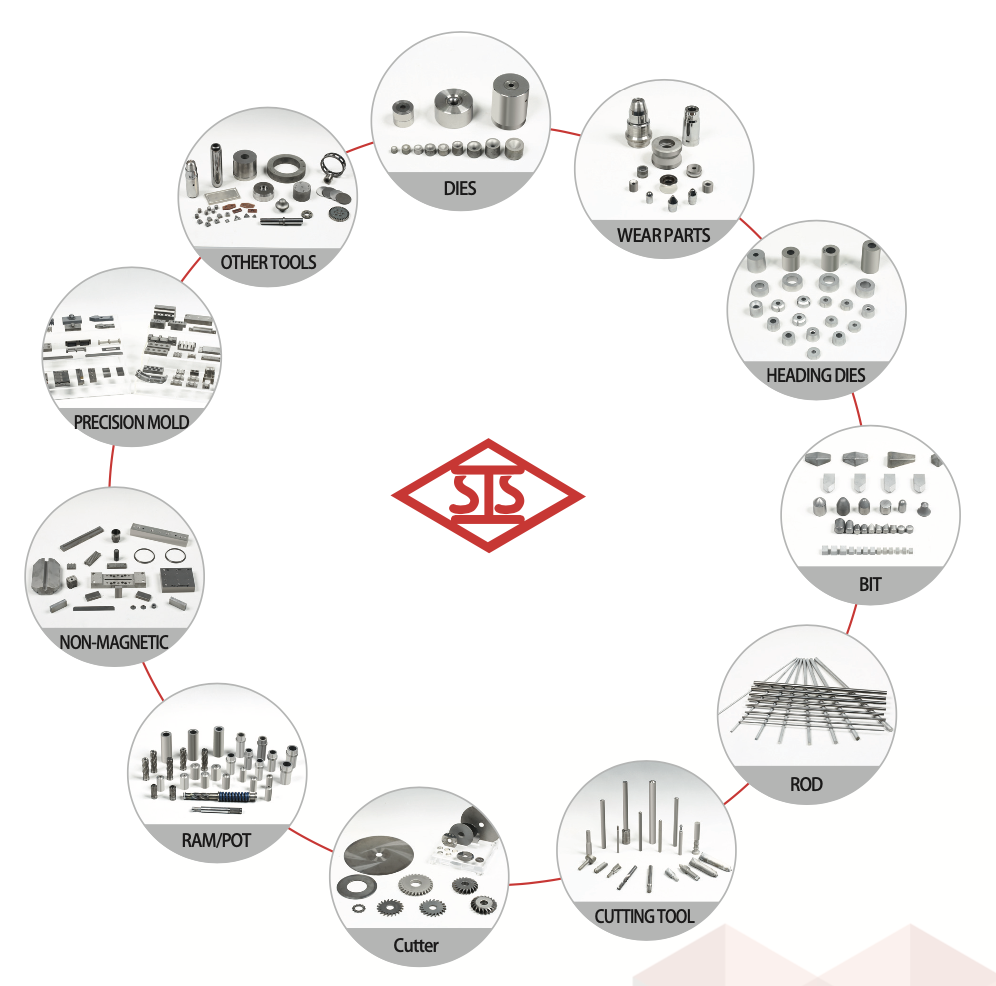 DIES
WEAR PARTS
OTHER TOOLS
HEADING DIES
PRECISION MOLD
STS
BIT
NON-MAGNETIC
ROD
RAM/POT
CUTTING TOOL
Cutter